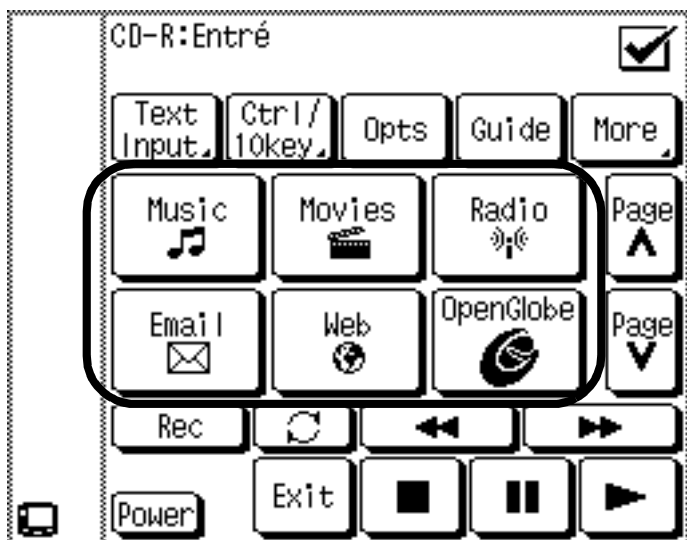 CD-R:Entré
Text Input
Ctrl/ 10key
Opts
Guide
More
Music
Movies
Radio
Page
Email
Web
OpenGlobe
Page
Rec
Power
Exit